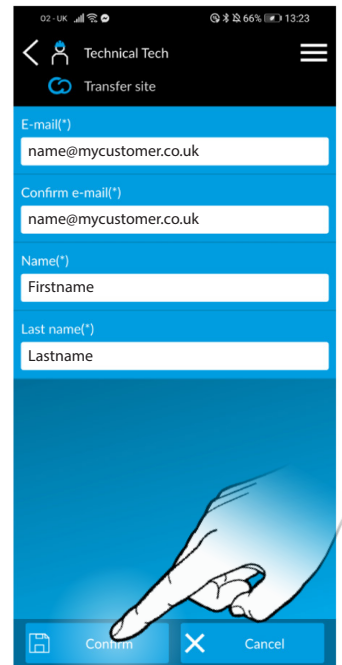 O2 - UK 66% 13:23
Technical Tech
Transfer site
E-mail(*)
name@mycustomer.co.uk
Confirm e-mail(*)
name@mycustomer.co.uk
Name(*)
Firstname
Last name(*)
Lastname
Confirm Cancel